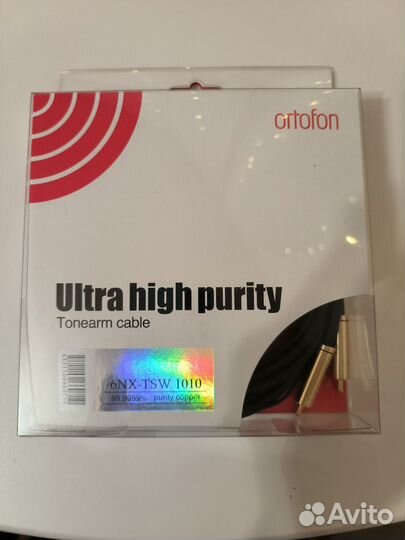 ortofon
Ultra high purity
Tonearm cable
6NX-TSW 1010
99.9999% purity copper
Avito